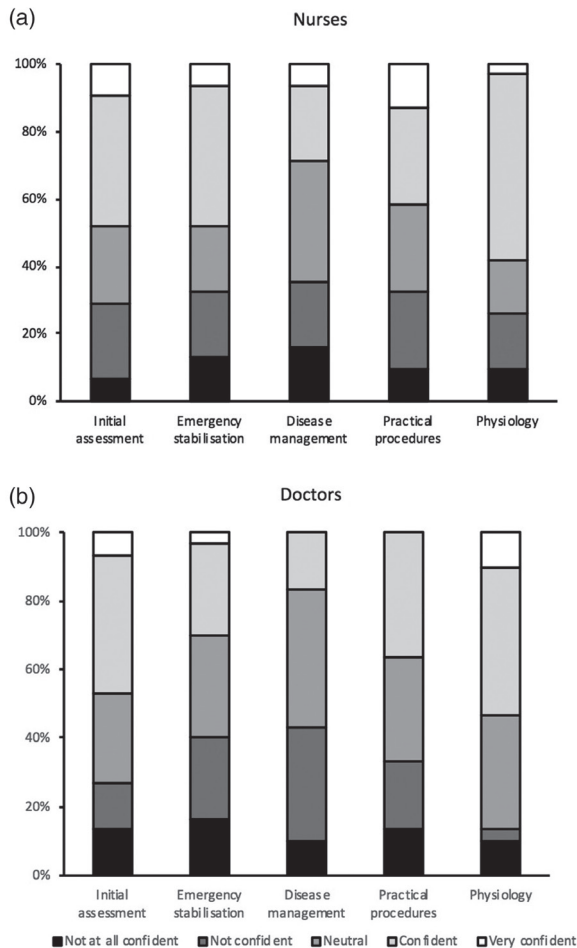 (a)
Nurses
100%
80%
60%
40%
20%
0%
Initial assessment
Emergency stabilisation
Disease management
Practical procedures
Physiology
(b)
Doctors
100%
80%
60%
40%
20%
0%
Initial assessment
Emergency stabilisation
Disease management
Practical procedures
Physiology
Not at all confident
Not confident
Neutral
Confident
Very confident